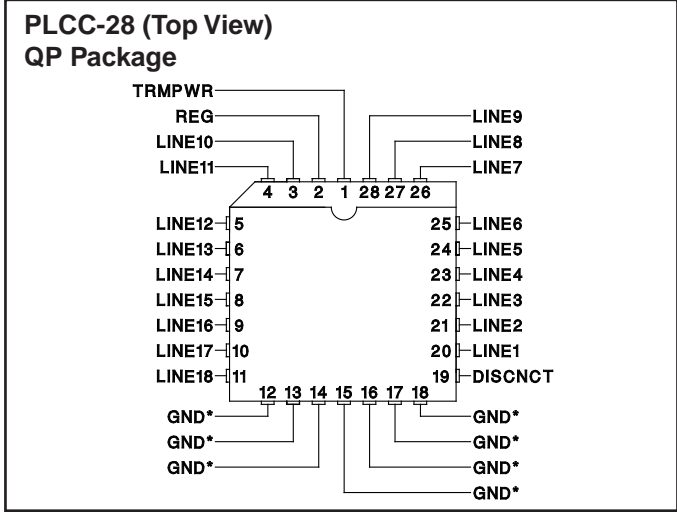 PLCC-28 (Top View)
QP Package
TRMPWR
REG LINE9
LINE10 LINE8
LINE11 LINE7
4 3 2 1 28 27 26
LINE12 5 25 LINE6
LINE13 6 24 LINE5
LINE14 7 23 LINE4
LINE15 8 22 LINE3
LINE16 9 21 LINE2
LINE17 10 20 LINE1
LINE18 11 19 DISCNCT
12 13 14 15 16 17 18
GND* GND*
GND* GND*
GND* GND*
GND*